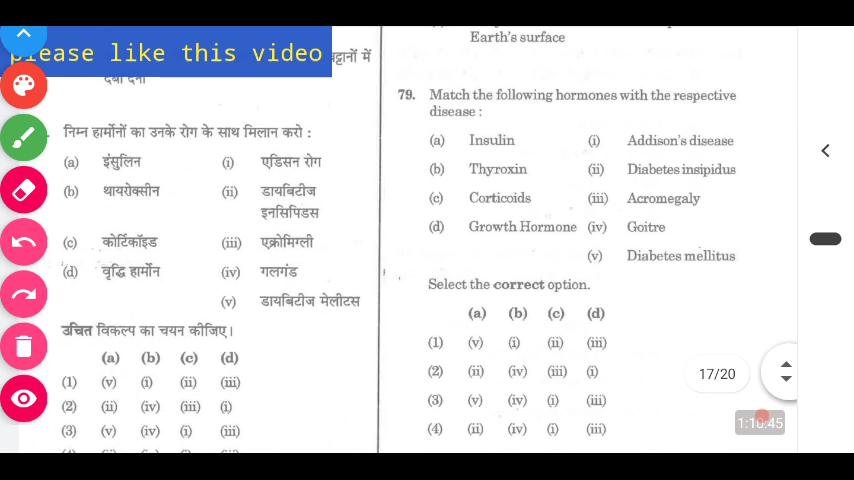 please like this video
ट्टानों में
दबा देना
निम्न हार्मोनों का उनके रोग के साथ मिलान करो :
(a) इंसुलिन (i) एडिसन रोग
(b) थायरोक्सीन (ii) डायबिटीज
इनसिपिडस
(c) कोर्टिकॉइड (iii) एक्रोमिग्ली
(d) वृद्धि हार्मोन (iv) गलगंड
(v) डायबिटीज मेलीटस
उचित विकल्प का चयन कीजिए।
(a) (b) (c) (d)
(1) (v) (i) (ii) (iii)
(2) (ii) (iv) (iii) (i)
(3) (v) (iv) (i) (iii)
Earth's surface
79. Match the following hormones with the respective
disease :
(a) Insulin (i) Addison's disease
(b) Thyroxin (ii) Diabetes insipidus
(c) Corticoids (iii) Acromegaly
(d) Growth Hormone (iv) Goitre
(v) Diabetes mellitus
Select the correct option.
(a) (b) (c) (d)
(1) (v) (i) (ii) (iii)
(2) (ii) (iv) (iii) (i)
(3) (v) (iv) (i) (iii)
(4) (ii) (iv) (i) (iii)
17/20
1:10:45